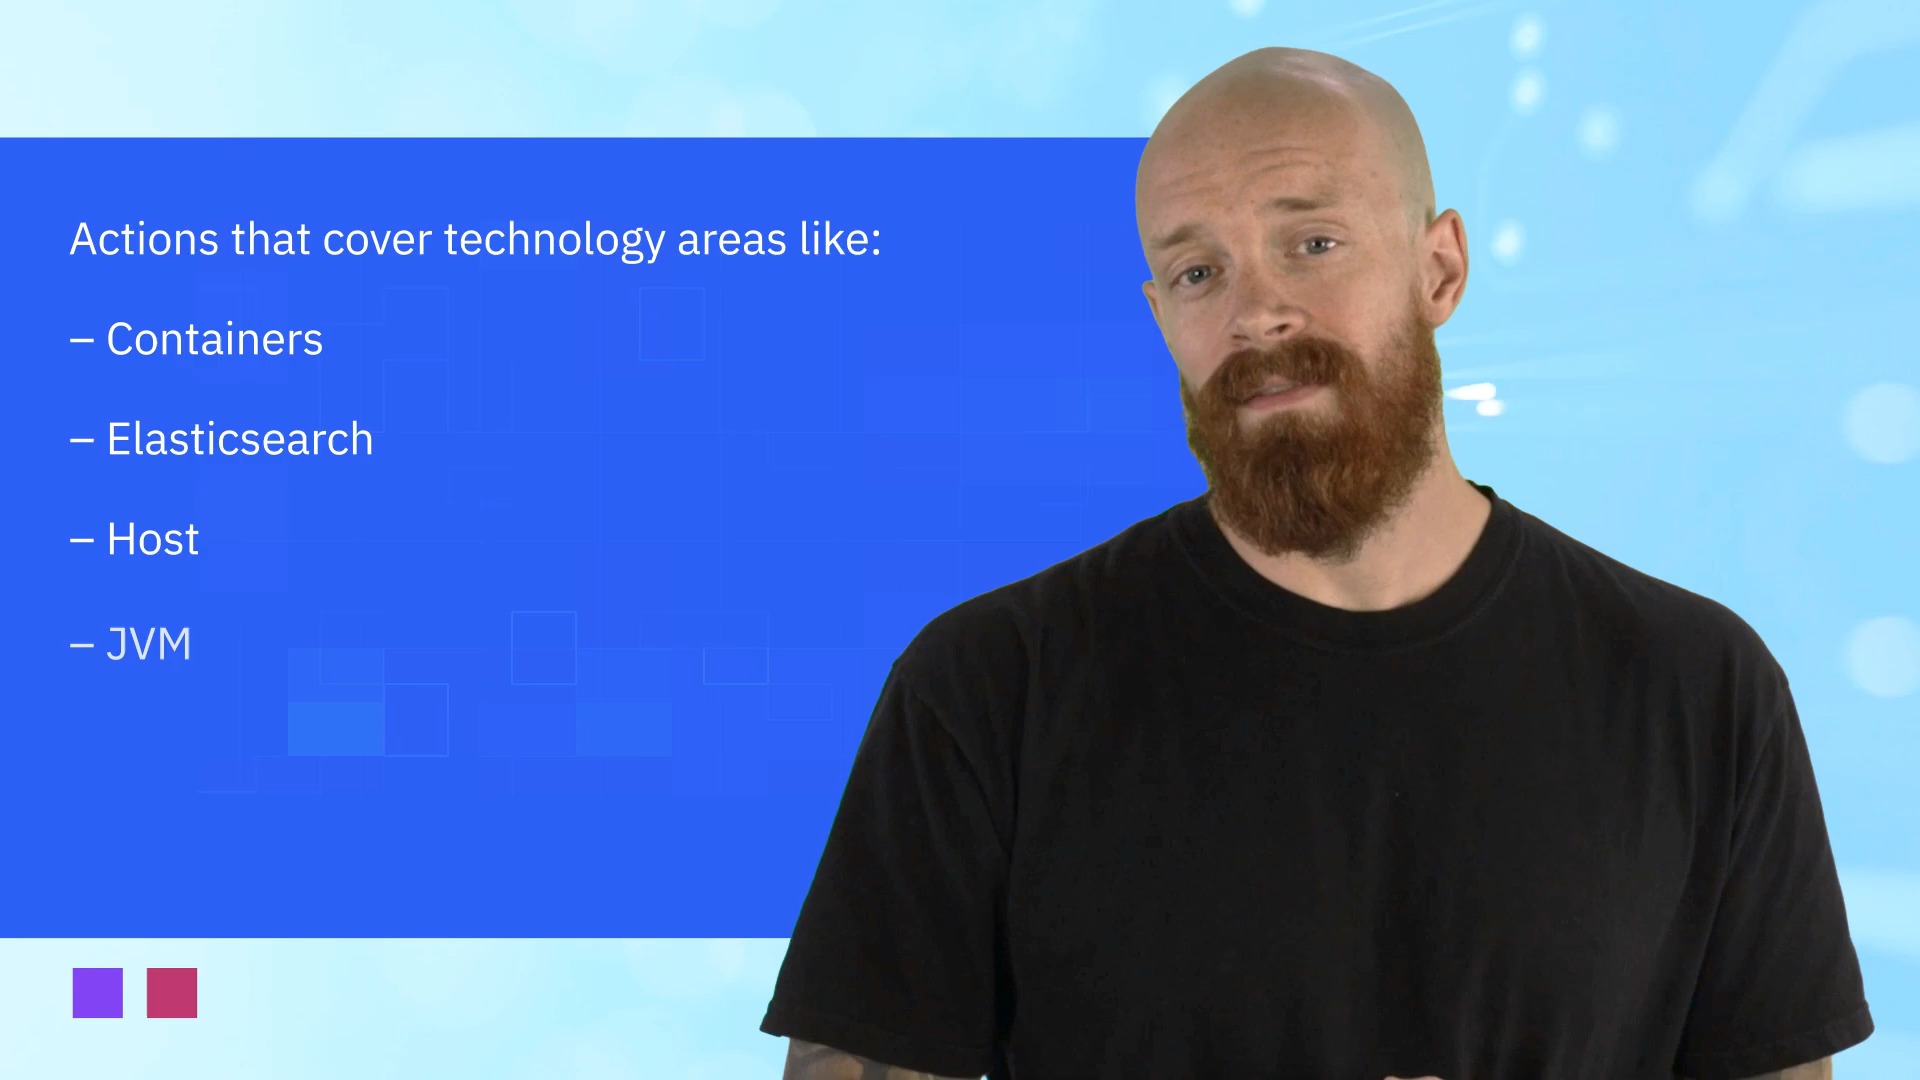 Actions that cover technology areas like:
– Containers
– Elasticsearch
– Host
– JVM